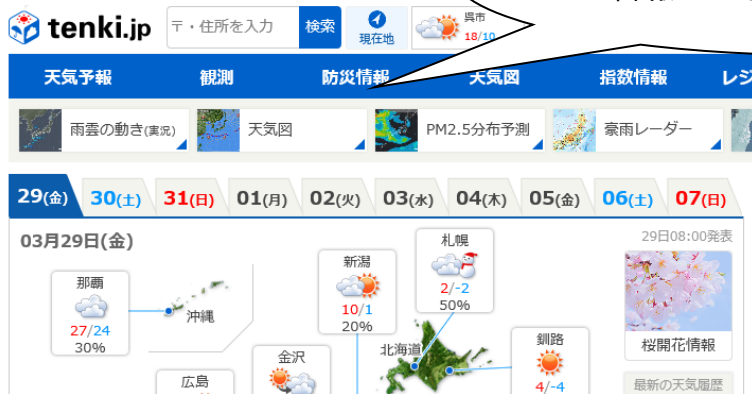 tenki.jp
〒・住所を入力
検索
現在地
呉市
18/10
天気予報
観測
防災情報
天気図
指数情報
レジ
雨雲の動き(実況)
天気図
PM2.5分布予測
豪雨レーダー
29(金)
30(土)
31(日)
01(月)
02(火)
03(水)
04(木)
05(金)
06(土)
07(日)
03月29日(金)
29日08:00発表
那覇
27/24
30%
沖縄
新潟
10/1
20%
札幌
2/-2
50%
北海道
釧路
4/-4
金沢
広島
桜開花情報
最新の天気履歴